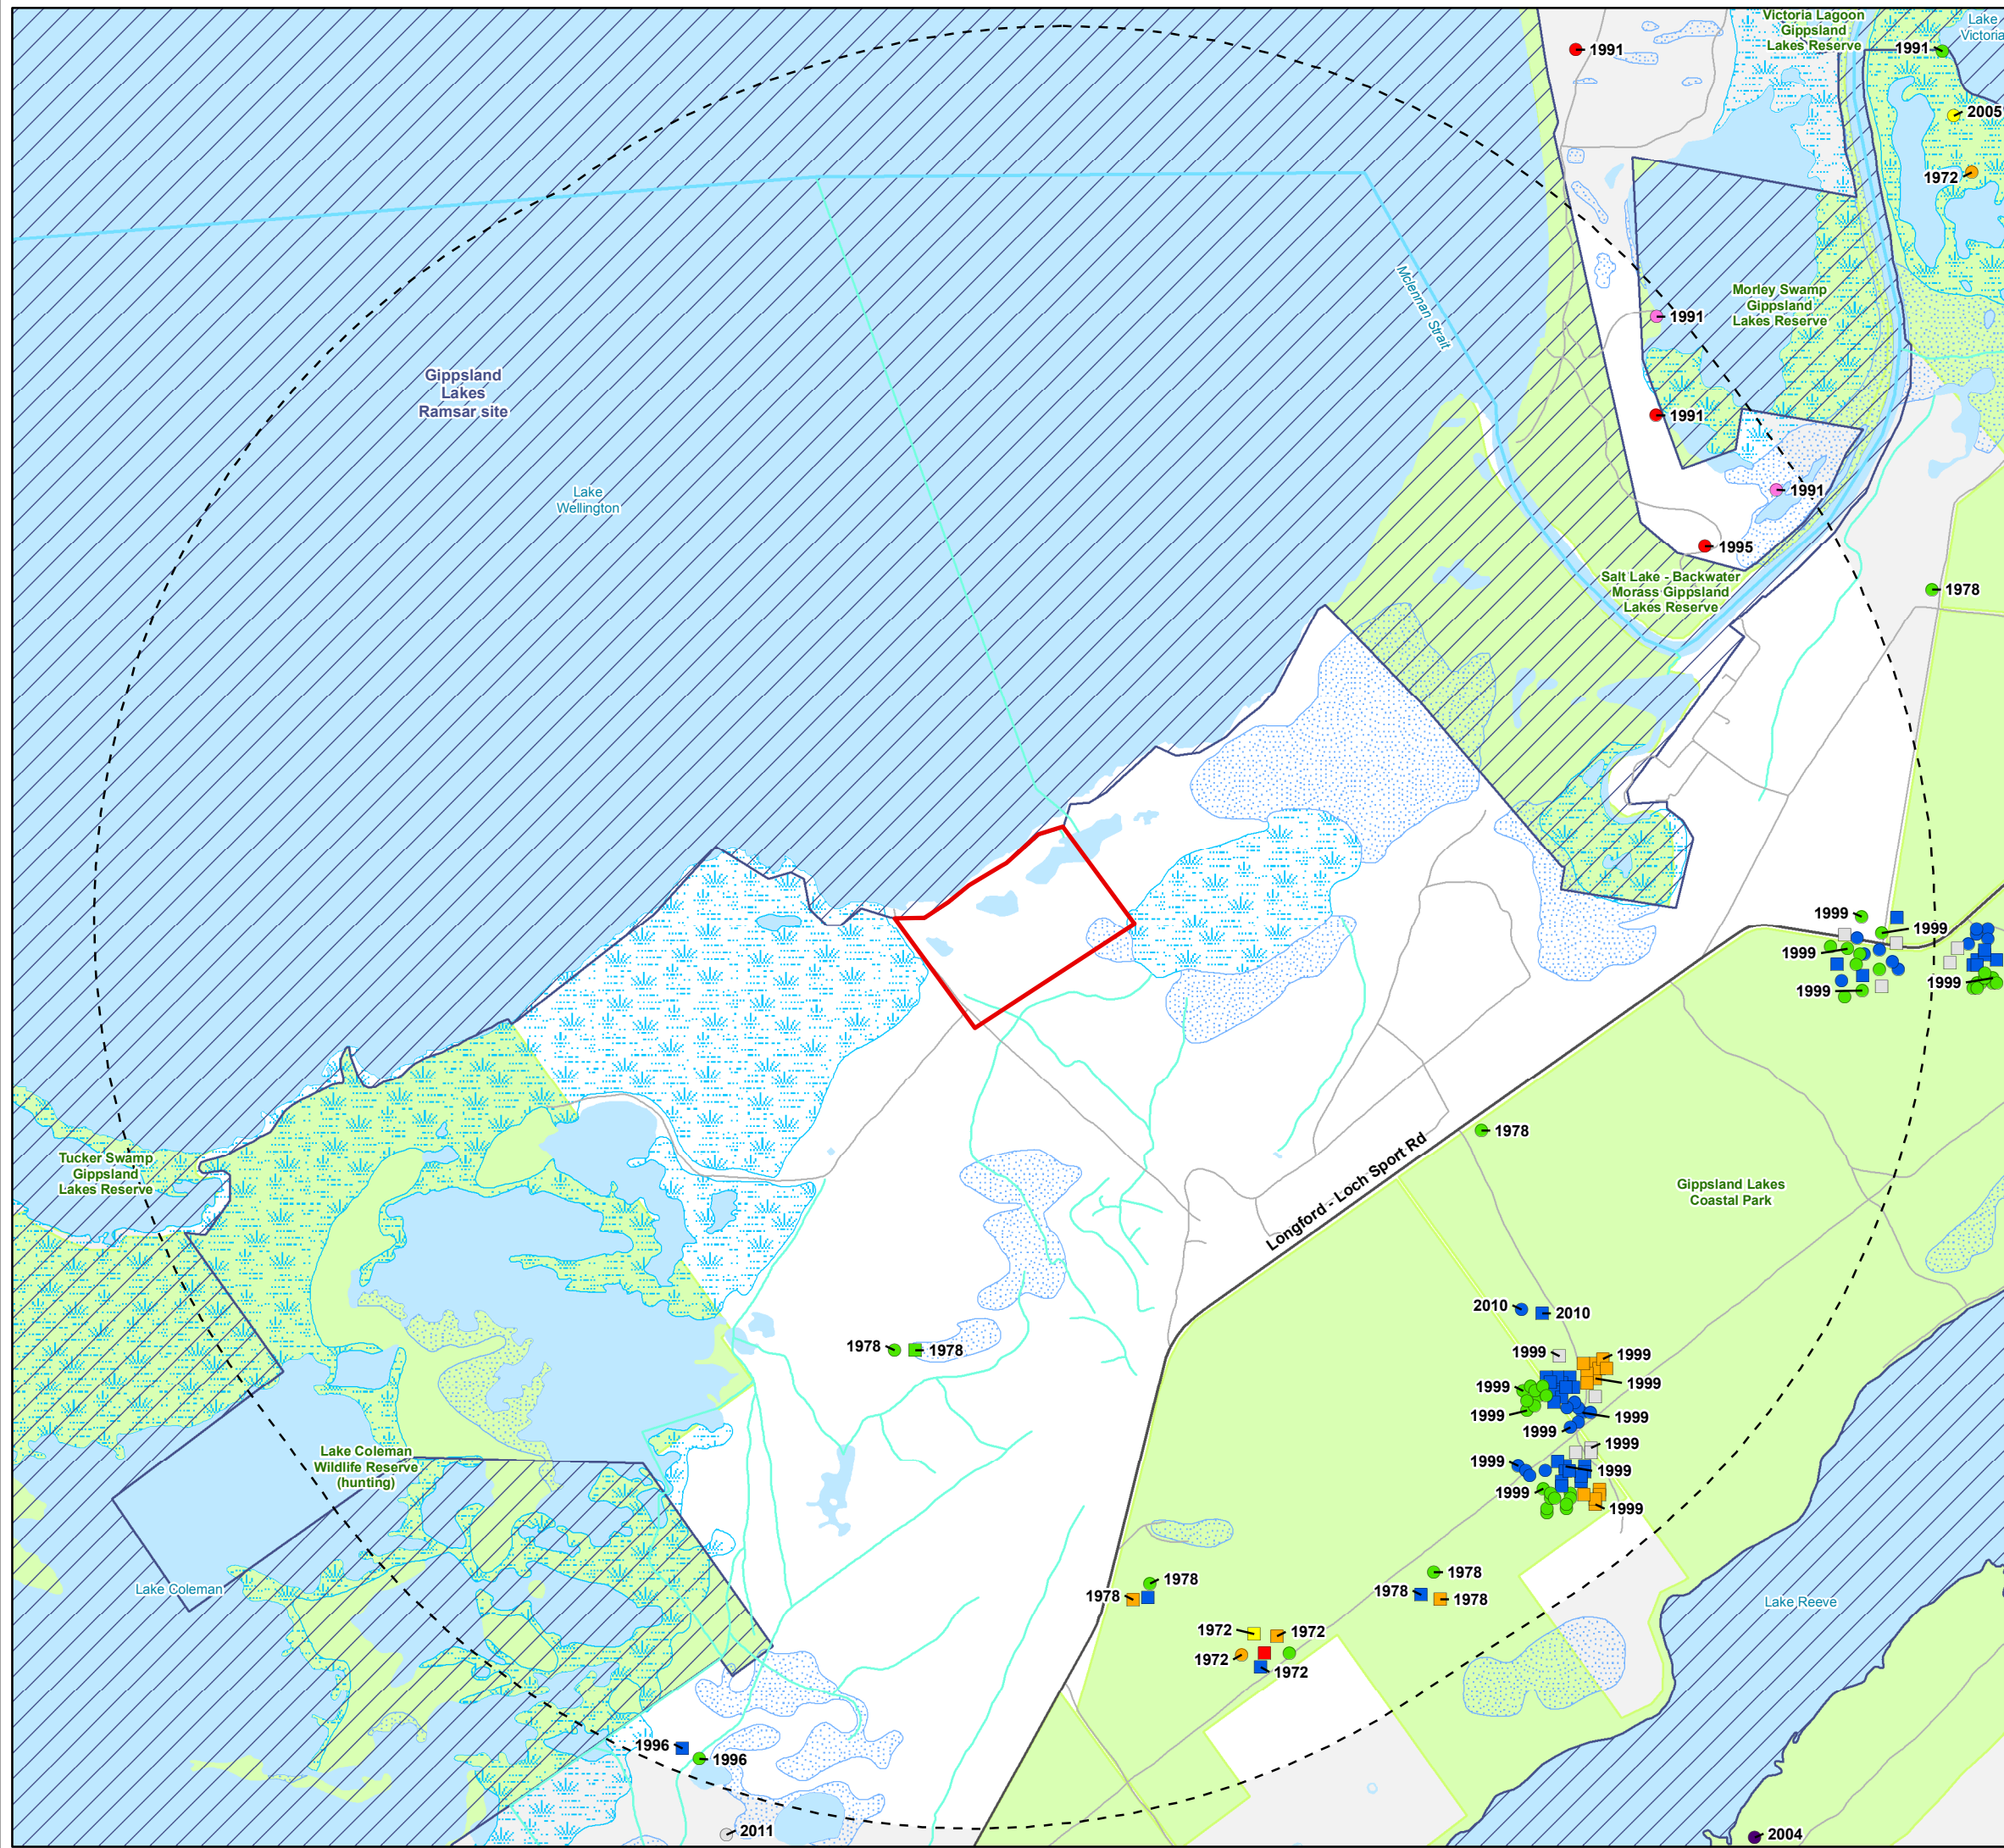 Victoria Lagoon
Gippsland
Lakes Reserve
Lake
Victoria
1991
1991
2005
1972
Mclennan Strait
Morley Swamp
Gippsland
Lakes Reserve
1991
Gippsland
Lakes
Ramsar site
1991
Lake
Wellington
1991
1995
Salt Lake - Backwater
Morass Gippsland
Lakes Reserve
1978
1999
1999
1999
1999
1999
1978
Longford - Loch Sport Rd
Tucker Swamp
Gippsland
Lakes Reserve
Gippsland Lakes
Coastal Park
2010
2010
1978
1978
1999
1999
1999
1999
1999
1999
1999
1999
1999
1999
1999
1999
Lake Coleman
Wildlife Reserve
(hunting)
Lake Coleman
1978
1978
1978
1978
1978
Lake Reeve
1972
1972
1972
1972
1996
1996
2011
2004